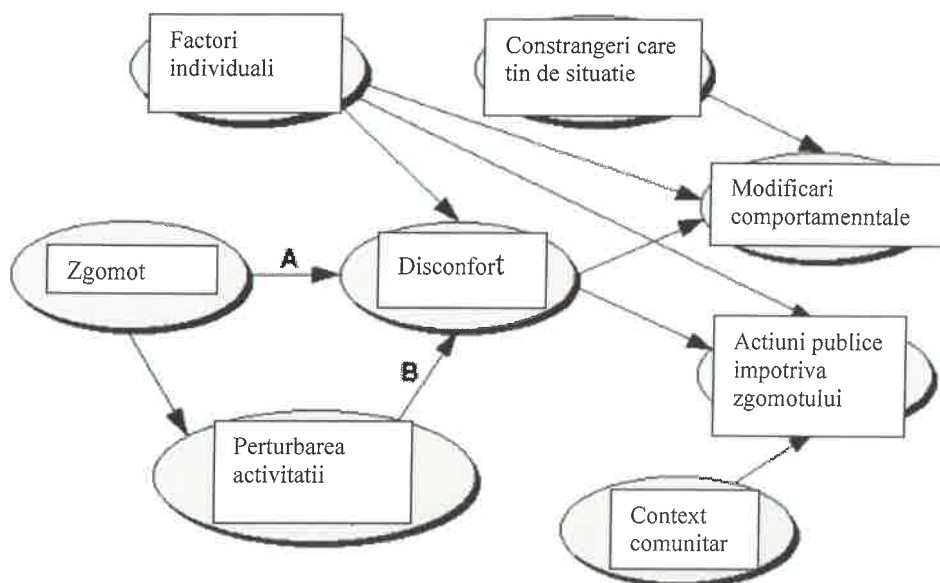 Factori
individuali
Constrangeri care
tin de situatie
Modificari
comportamenntale
Zgomot
A
Disconfort
B
Actiuni publice
impotriva
zgomotului
Perturbarea
activitatii
Context
comunitar